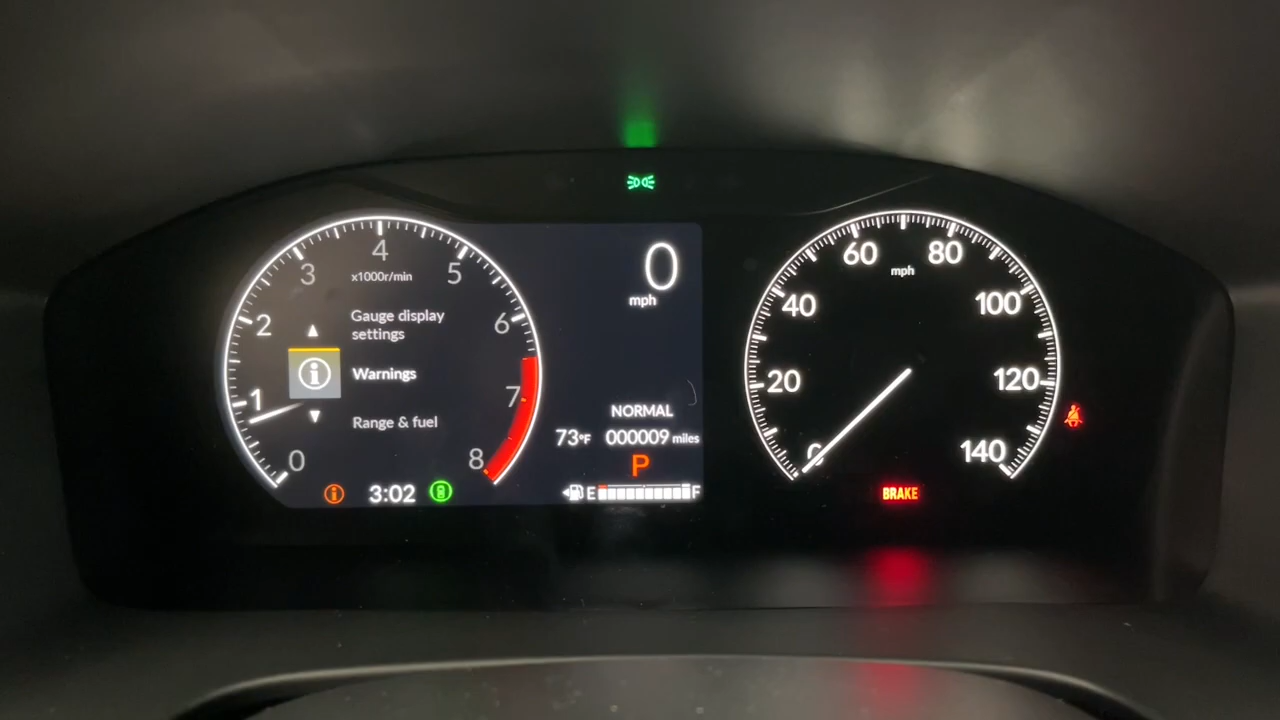 4
3
5
x1000r/min
2
6
Gauge display
settings
Warnings
1
7
Range & fuel
0
8
3:02
0
mph
NORMAL
73°F
000009 miles
P
E
F
60
80
mph
40
100
20
120
0
140
BRAKE